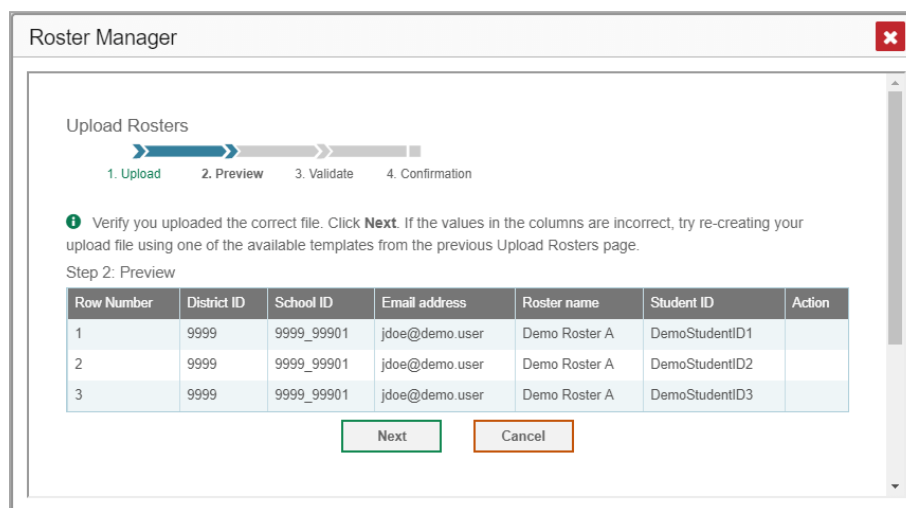 Roster Manager
Upload Rosters
1. Upload 2. Preview 3. Validate 4. Confirmation
Verify you uploaded the correct file. Click Next. If the values in the columns are incorrect, try re-creating your
upload file using one of the available templates from the previous Upload Rosters page.
Step 2: Preview
Row Number District ID School ID Email address Roster name Student ID Action
1 9999 9999_99901 jdoe@demo.user Demo Roster A DemoStudentID1
2 9999 9999_99901 jdoe@demo.user Demo Roster A DemoStudentID2
3 9999 9999_99901 jdoe@demo.user Demo Roster A DemoStudentID3
Next Cancel